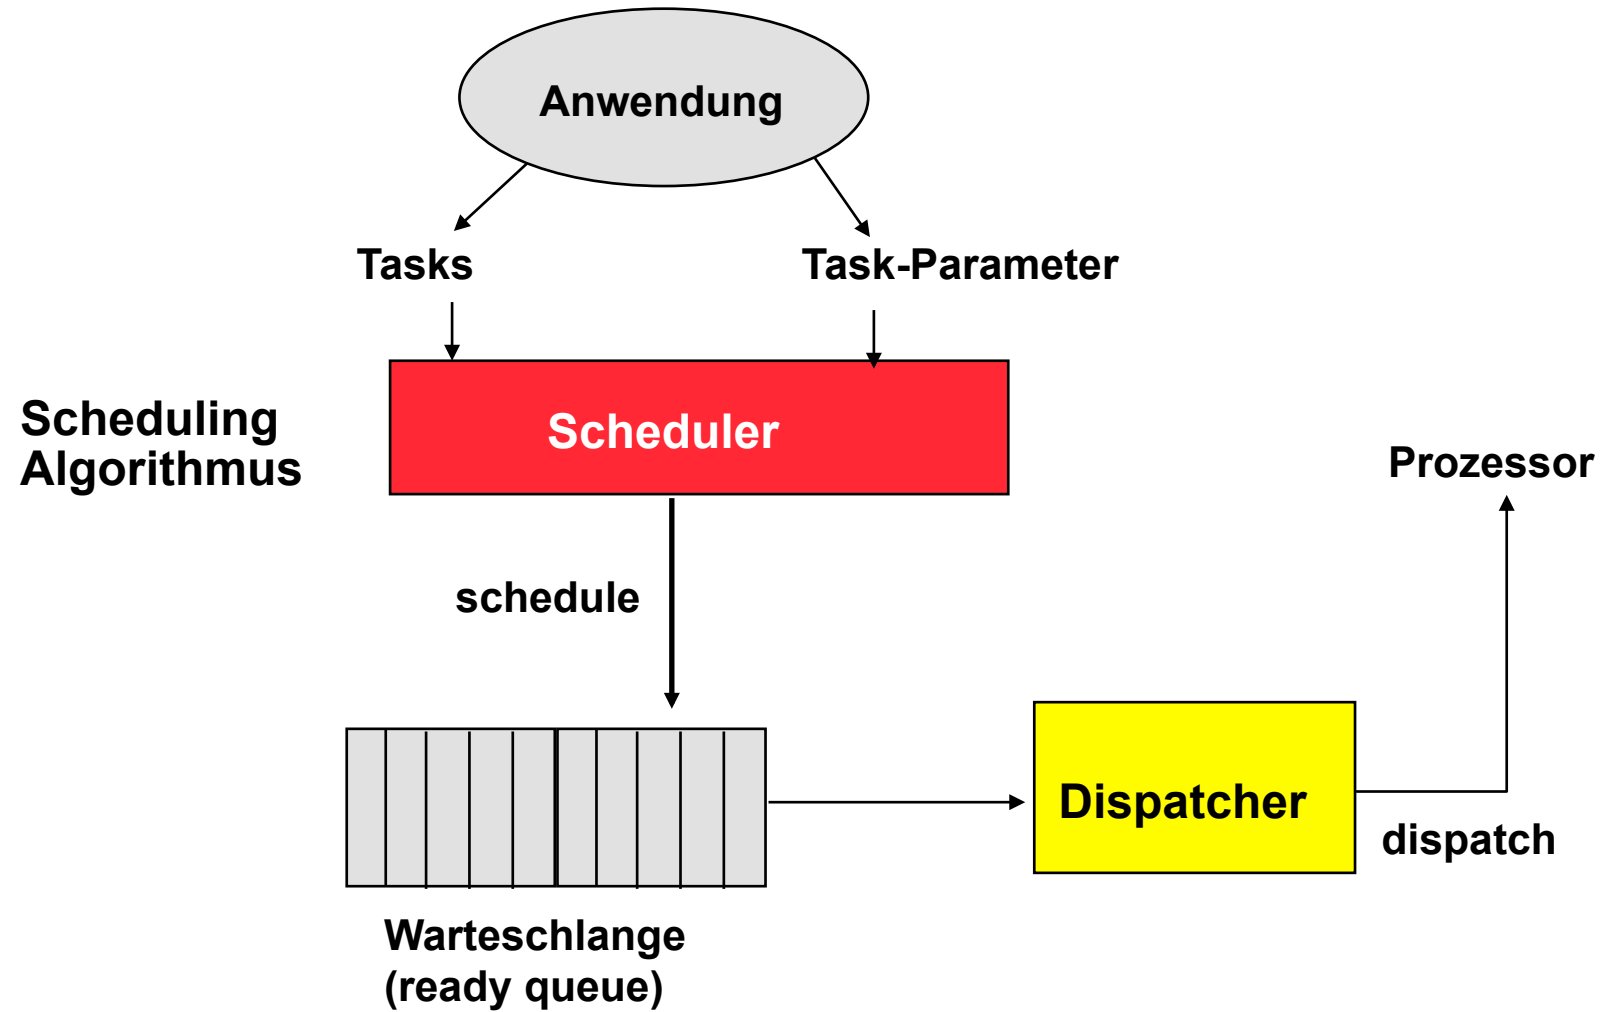 Anwendung
Tasks
Task-Parameter
Scheduling
Algorithmus
Scheduler
Prozessor
schedule
Dispatcher
dispatch
Warteschlange
(ready queue)